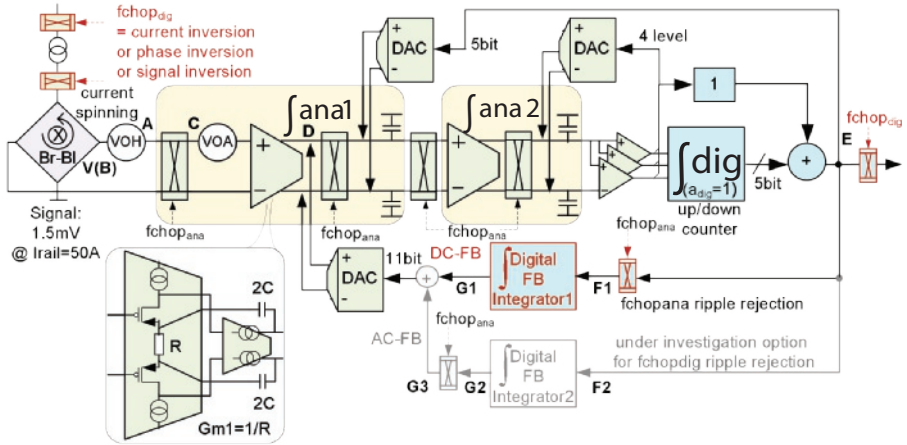 fchopdig
= current inversion
or phase inversion
or signal inversion
current
spinning
Br-Bl
V(B)
VOH
A
C
VOA
Signal:
1.5mV
@ Irail=50A
fchopana
∫ana1
+
−
D
fchopana
DAC
+
-
5bit
fchopana
∫ana 2
+
−
DAC
+
-
4 level
+
−
1
∫dig
(adig=1)
up/down
counter
5bit
+
E
fchopdig
fchopana
DAC
11bit
+
DC-FB
G1
∫Digital
FB
Integrator1
F1
fchopana ripple rejection
AC-FB
fchopana
G3
G2
∫Digital
FB
Integrator2
F2
under investigation option
for fchopdig ripple rejection
2C
R
2C
Gm1=1/R